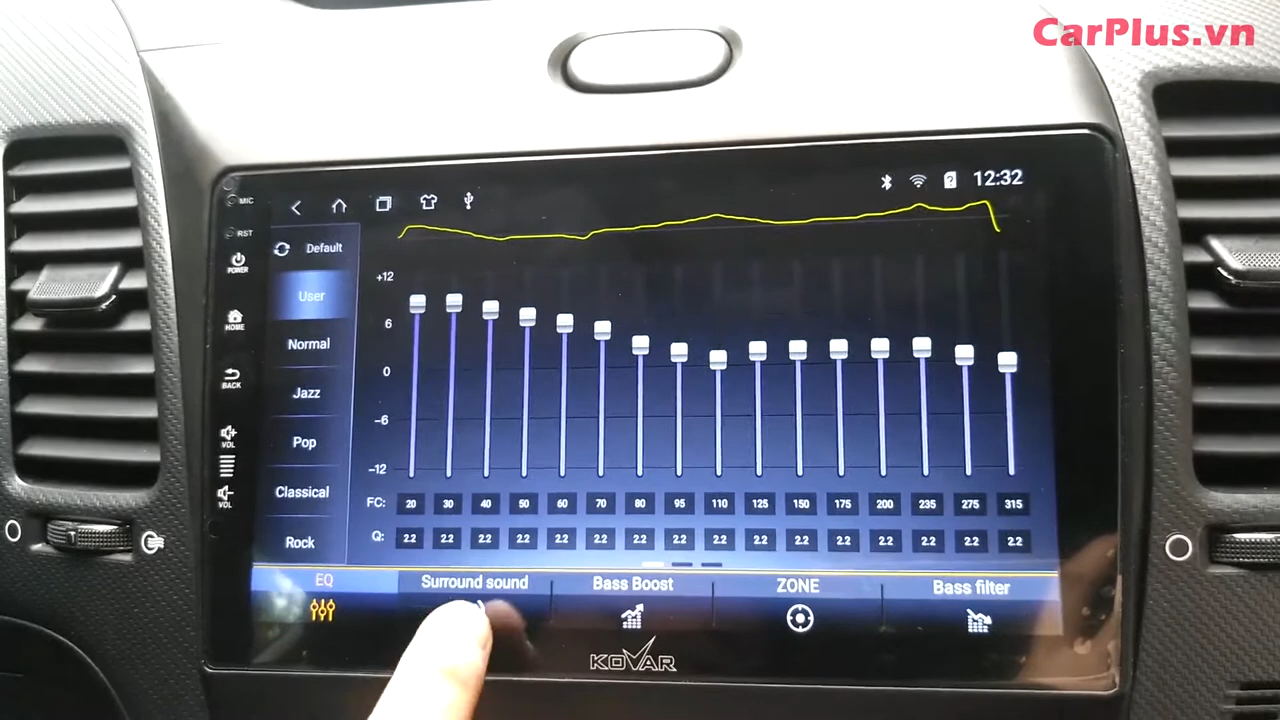 CarPlus.vn
MIC
12:32
RST
Default
POWER
+12
User
6
HOME
Normal
0
BACK
Jazz
-6
Pop
VOL
-12
Classical
FC: 20 30 40 50 60 70 80 95 110 125 150 175 200 235 275 315
VOL
Rock
Q: 2.2 2.2 2.2 2.2 2.2 2.2 2.2 2.2 2.2 2.2 2.2 2.2 2.2 2.2 2.2 2.2
EQ Surround sound Bass Boost ZONE Bass filter
KOVAR